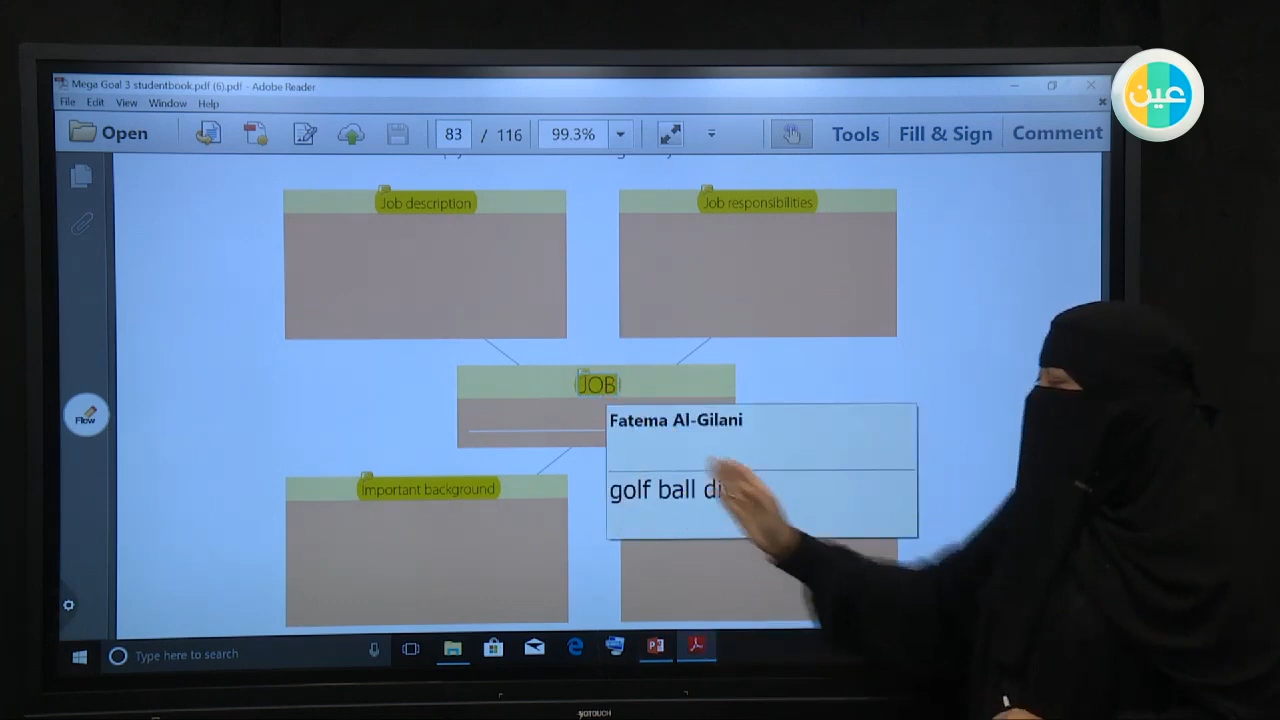 Mega Goal 3 studentbook.pdf (6).pdf - Adobe Reader
عين
File Edit View Window Help
Open 83 / 116 99.3% Tools Fill & Sign Comment
Job description
Job responsibilities
JOB
Fatema Al-Gilani
golf ball
Important background
Flow
Type here to search